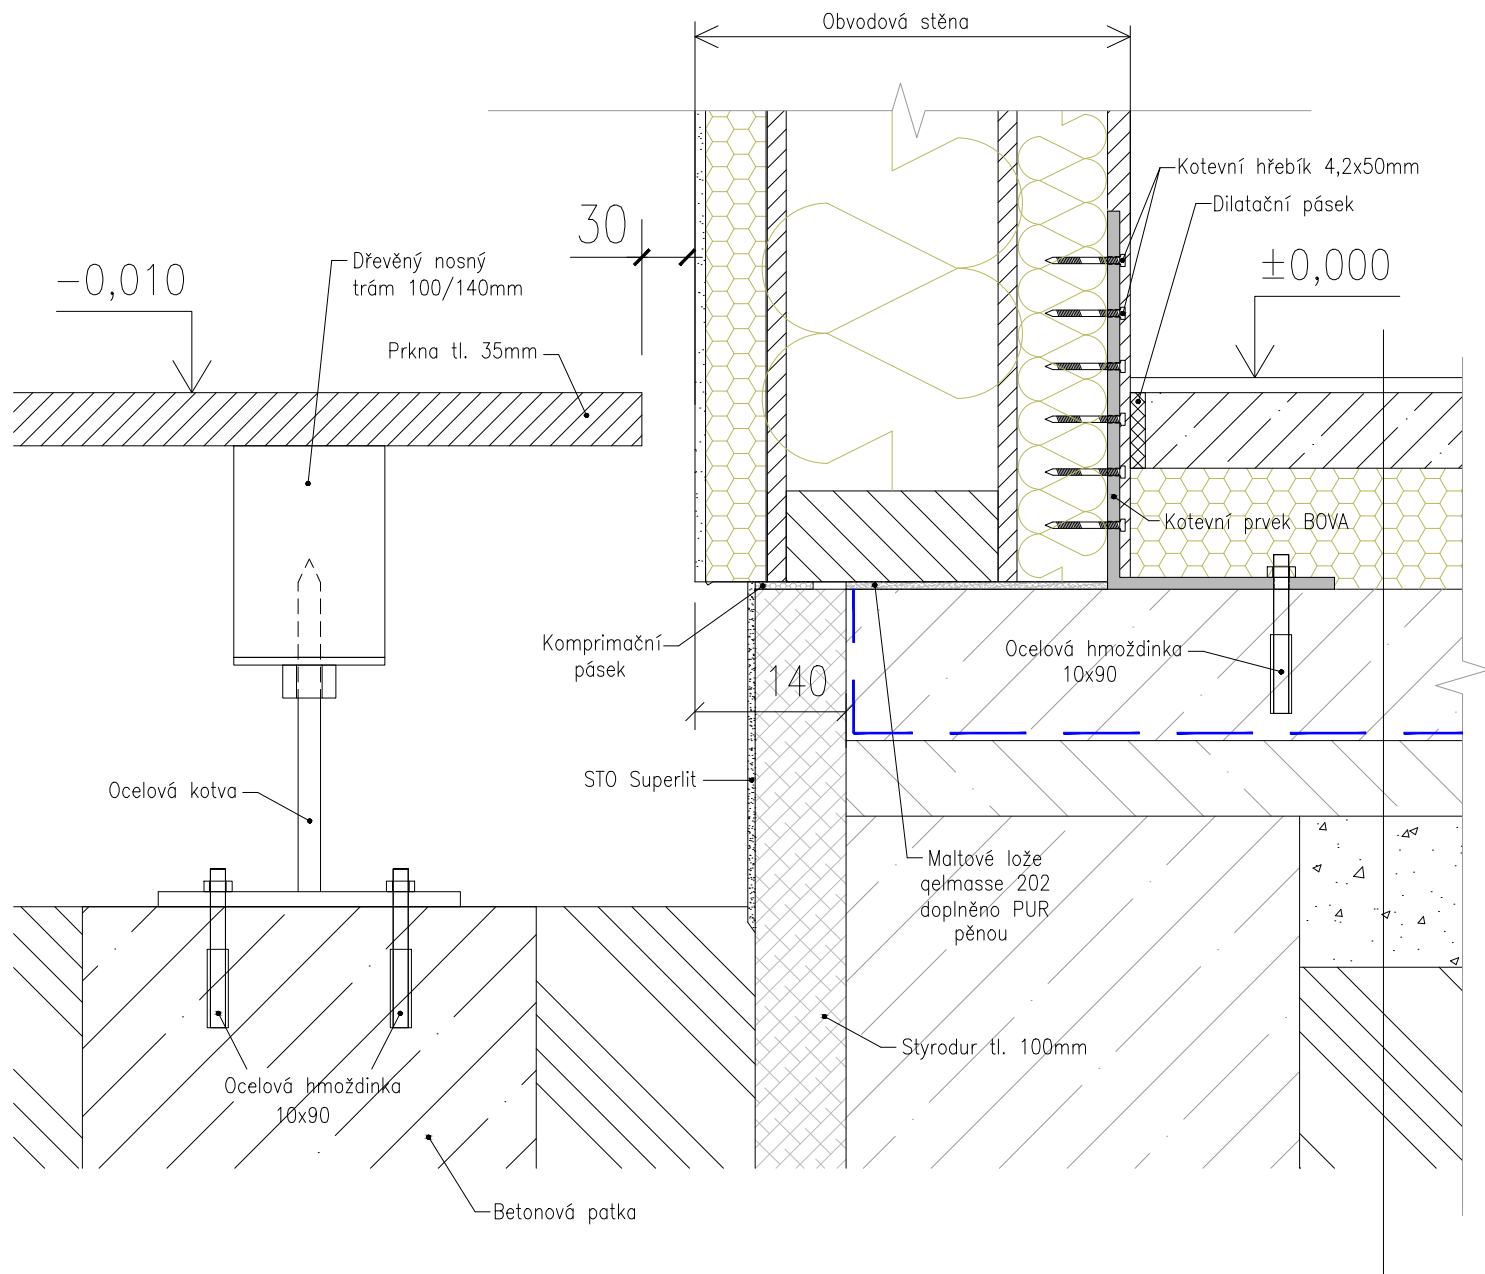 Obvodová stěna
Kotevní hřebík 4,2x50mm
Dilatační pásek
30
±0,000
Dřevěný nosný
trám 100/140mm
-0,010
Prkna tl. 35mm
Kotevní prvek BOVA
Komprimační
pásek
Ocelová hmoždinka
10x90
140
STO Superlit
Ocelová kotva
Maltové lože
qelmasse 202
doplněno PUR
pěnou
Styrodur tl. 100mm
Ocelová hmoždinka
10x90
Betonová patka